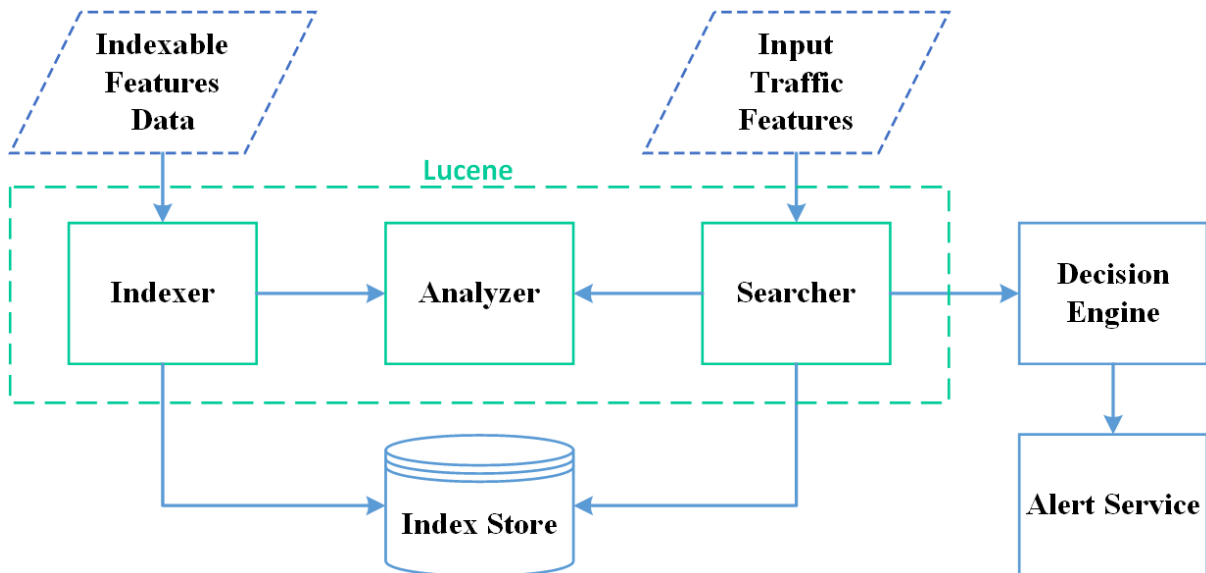 Indexable
Features
Data
Input
Traffic
Features
Lucene
Indexer
Analyzer
Searcher
Decision
Engine
Index Store
Alert Service